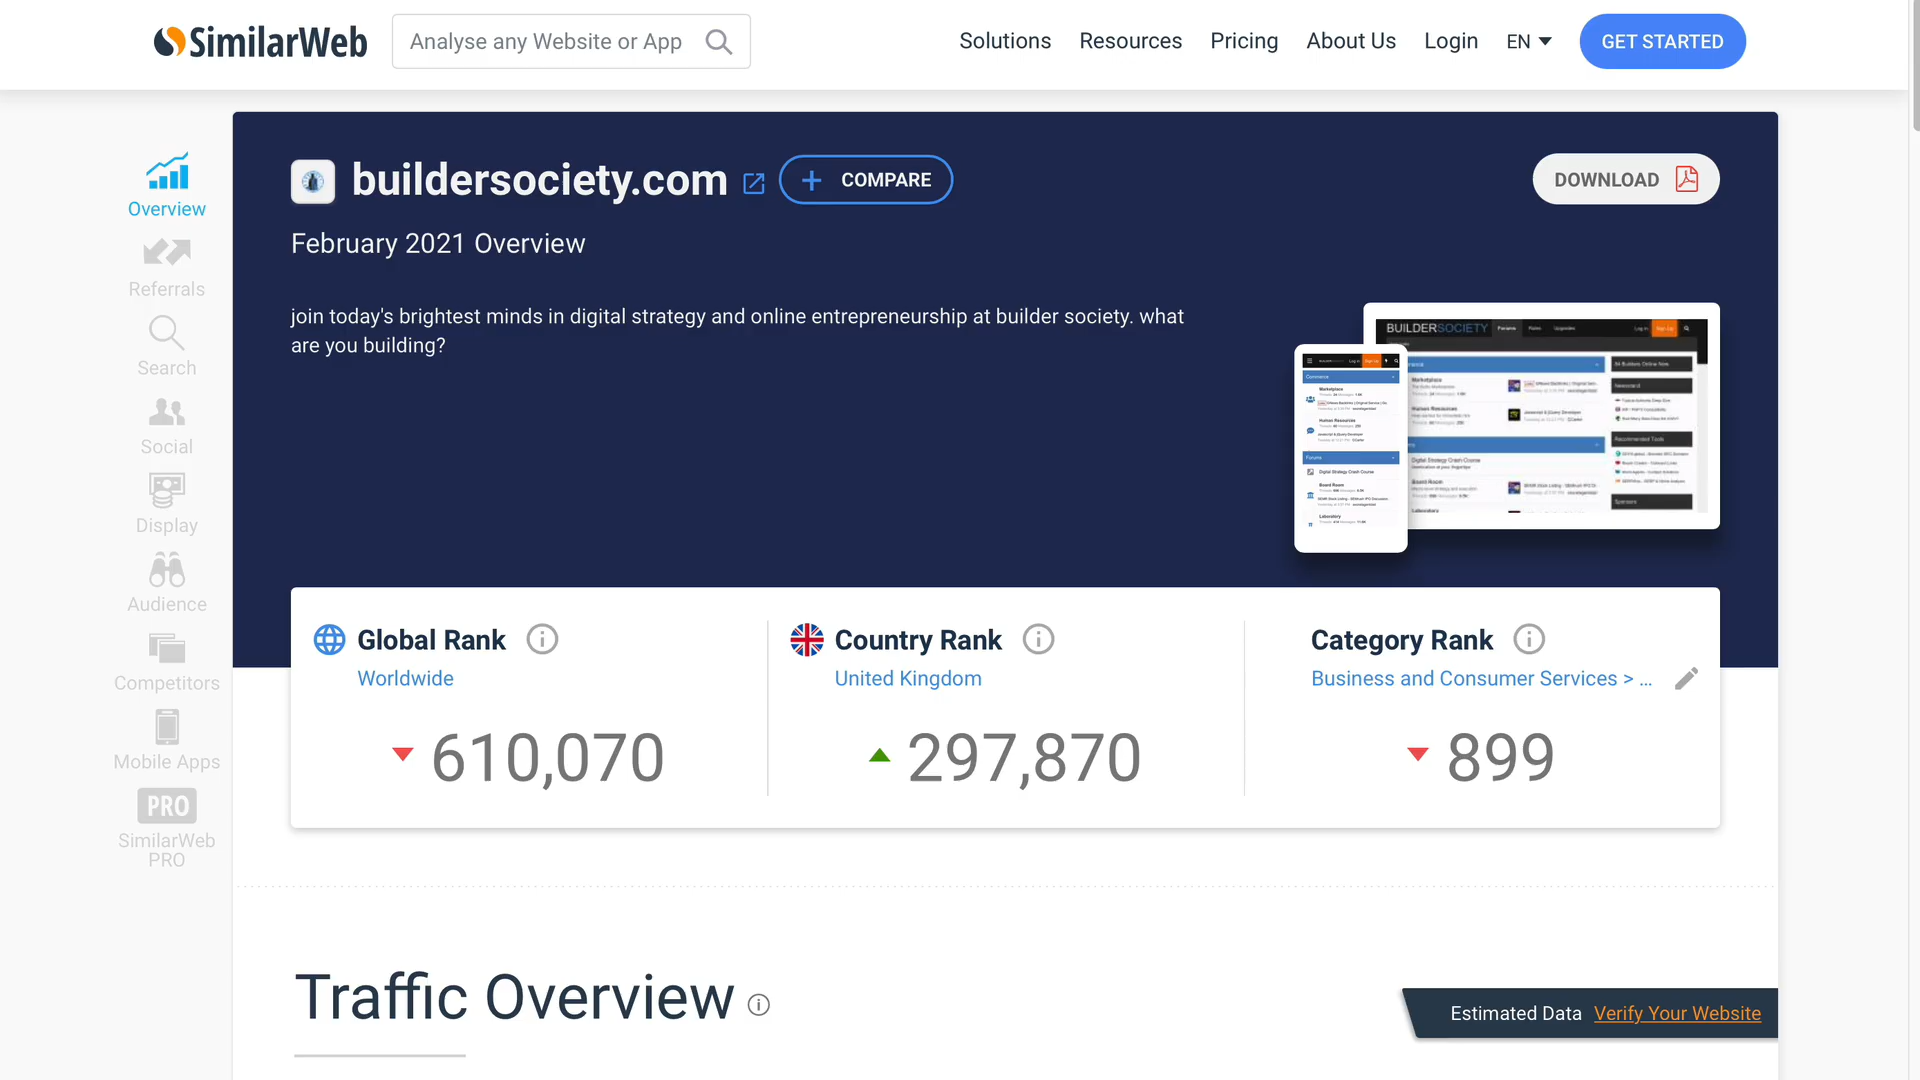 SimilarWeb
Analyse any Website or App
Solutions
Resources
Pricing
About Us
Login
EN
GET STARTED
Overview
Referrals
Search
Social
Display
Audience
Competitors
Mobile Apps
PRO
SimilarWeb
PRO
buildersociety.com
COMPARE
DOWNLOAD
February 2021 Overview
join today's brightest minds in digital strategy and online entrepreneurship at builder society. what
are you building?
BUILDERSOCIETY
Global Rank
Worldwide
610,070
Country Rank
United Kingdom
297,870
Category Rank
Business and Consumer Services > ...
899
Traffic Overview
Estimated Data Verify Your Website